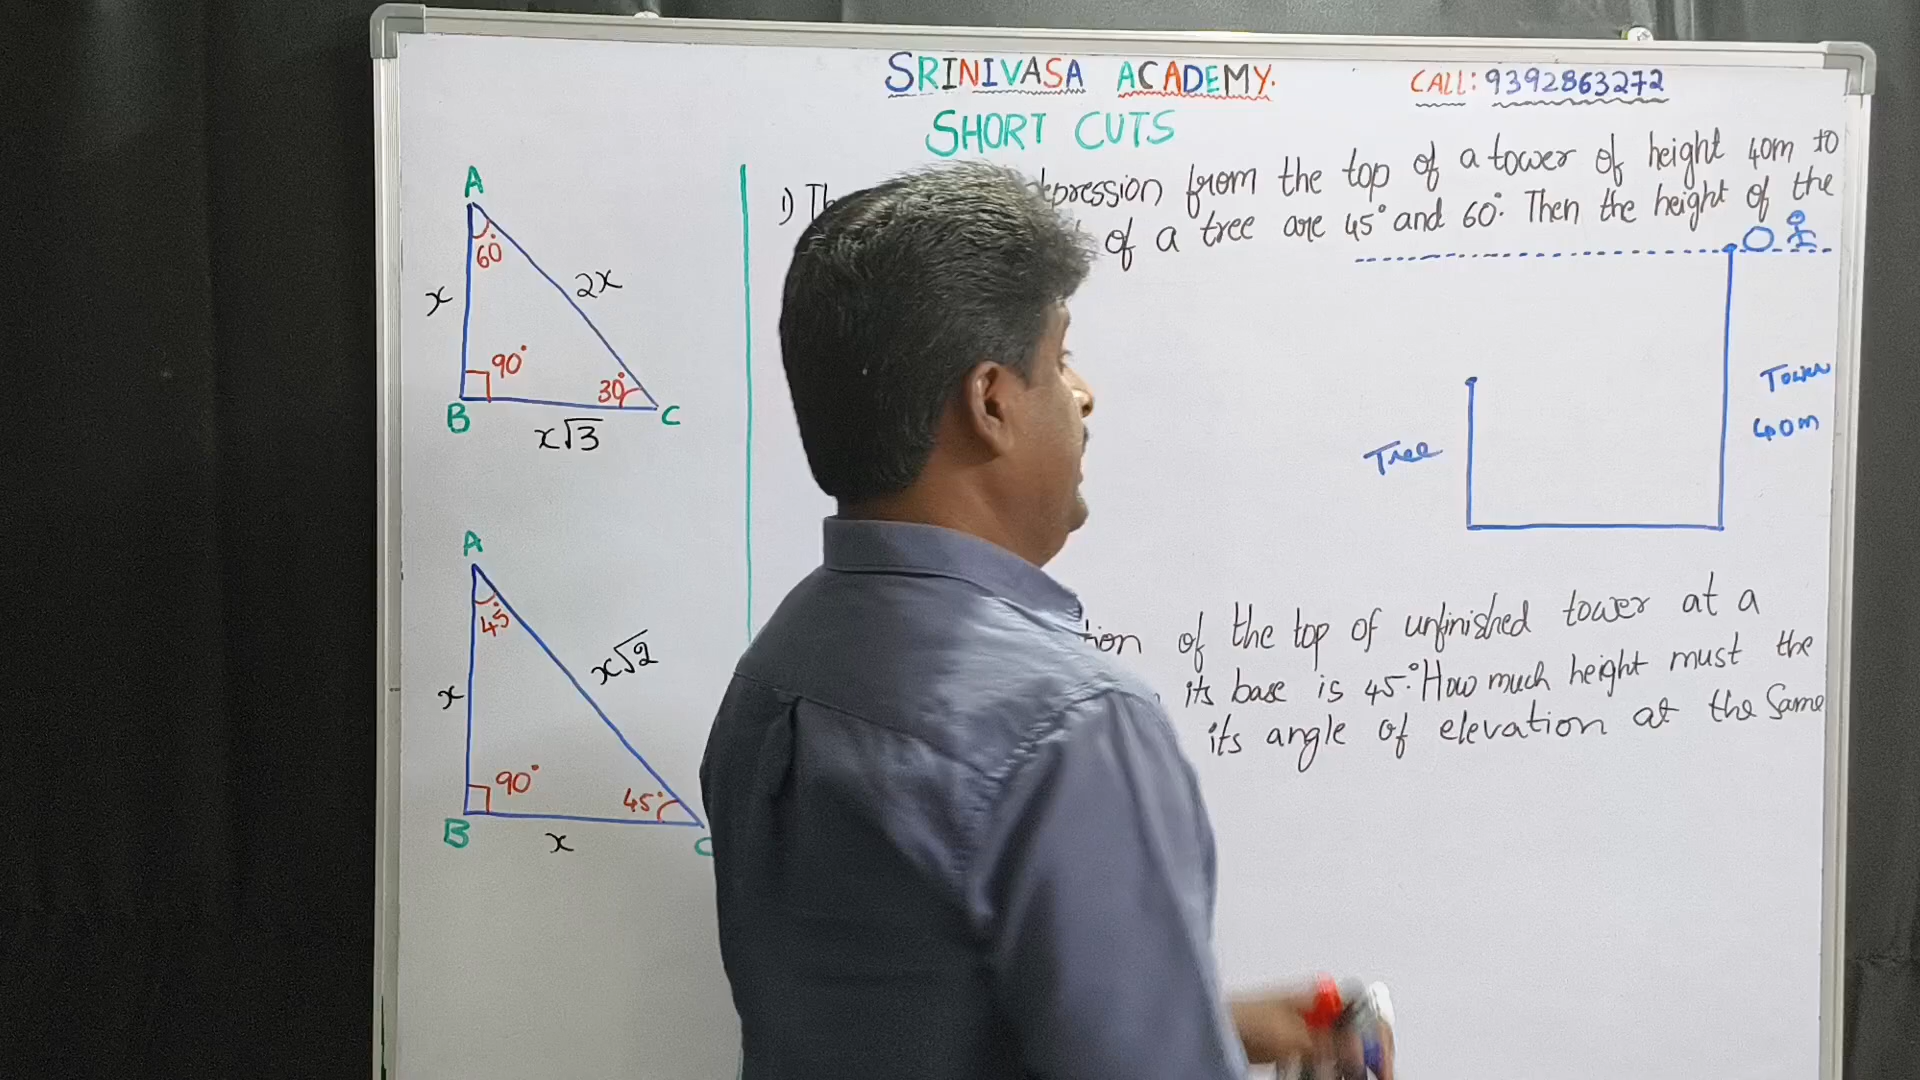 SRINIVASA ACADEMY.
CALL: 9392863272
SHORT CUTS
A
60°
x
2x
90°
30°
B
C
x√3
A
45°
x
x√2
90°
45°
B
C
x
1) depression from the top of a tower of height 40m to
of a tree are 45° and 60°. Then the height of the
Tower
40m
Tree
of the top of unfinished tower at a
its base is 45°. How much height must the
its angle of elevation at the same